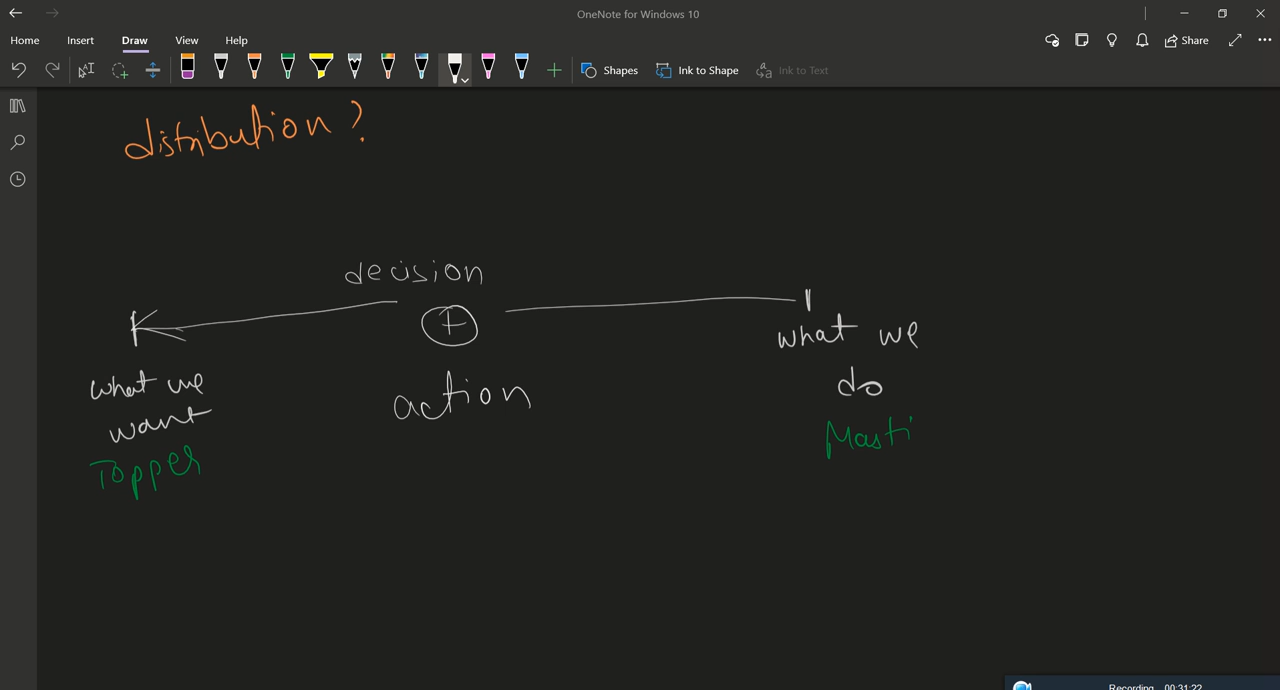 OneNote for Windows 10
Home Insert Draw View Help
Share
Shapes Ink to Shape Ink to Text
distribution?
decision
+
what we
do
action
what we
want
Topper
Masti
Recording 00:31:22